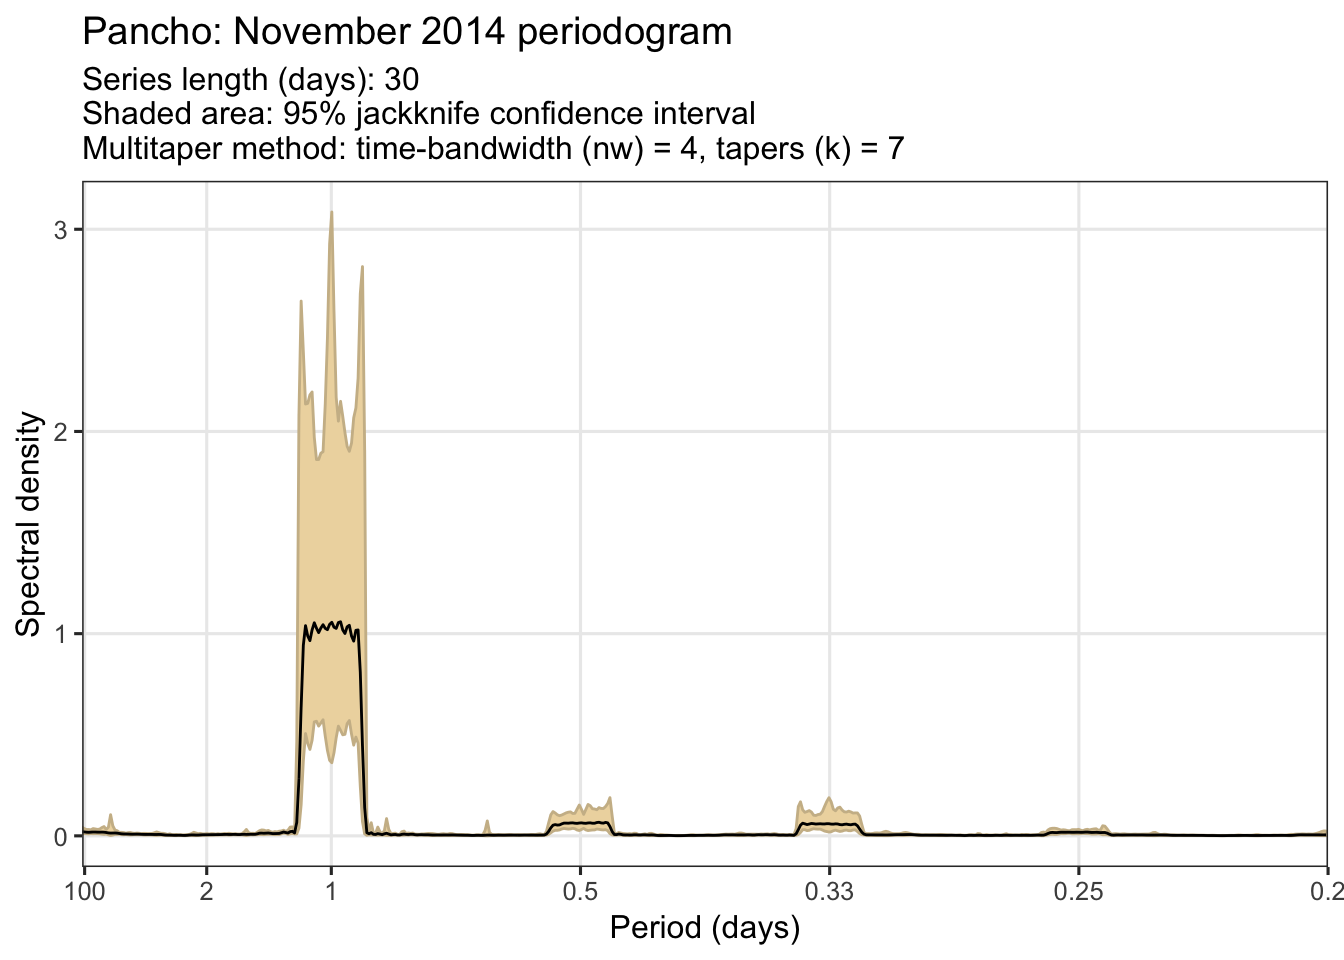 Pancho: November 2014 periodogram
Series length (days): 30
Shaded area: 95% jackknife confidence interval
Multitaper method: time-bandwidth (nw) = 4, tapers (k) = 7
3
2
1
0
Spectral density
100 2 1 0.5 0.33 0.25 0.2
Period (days)